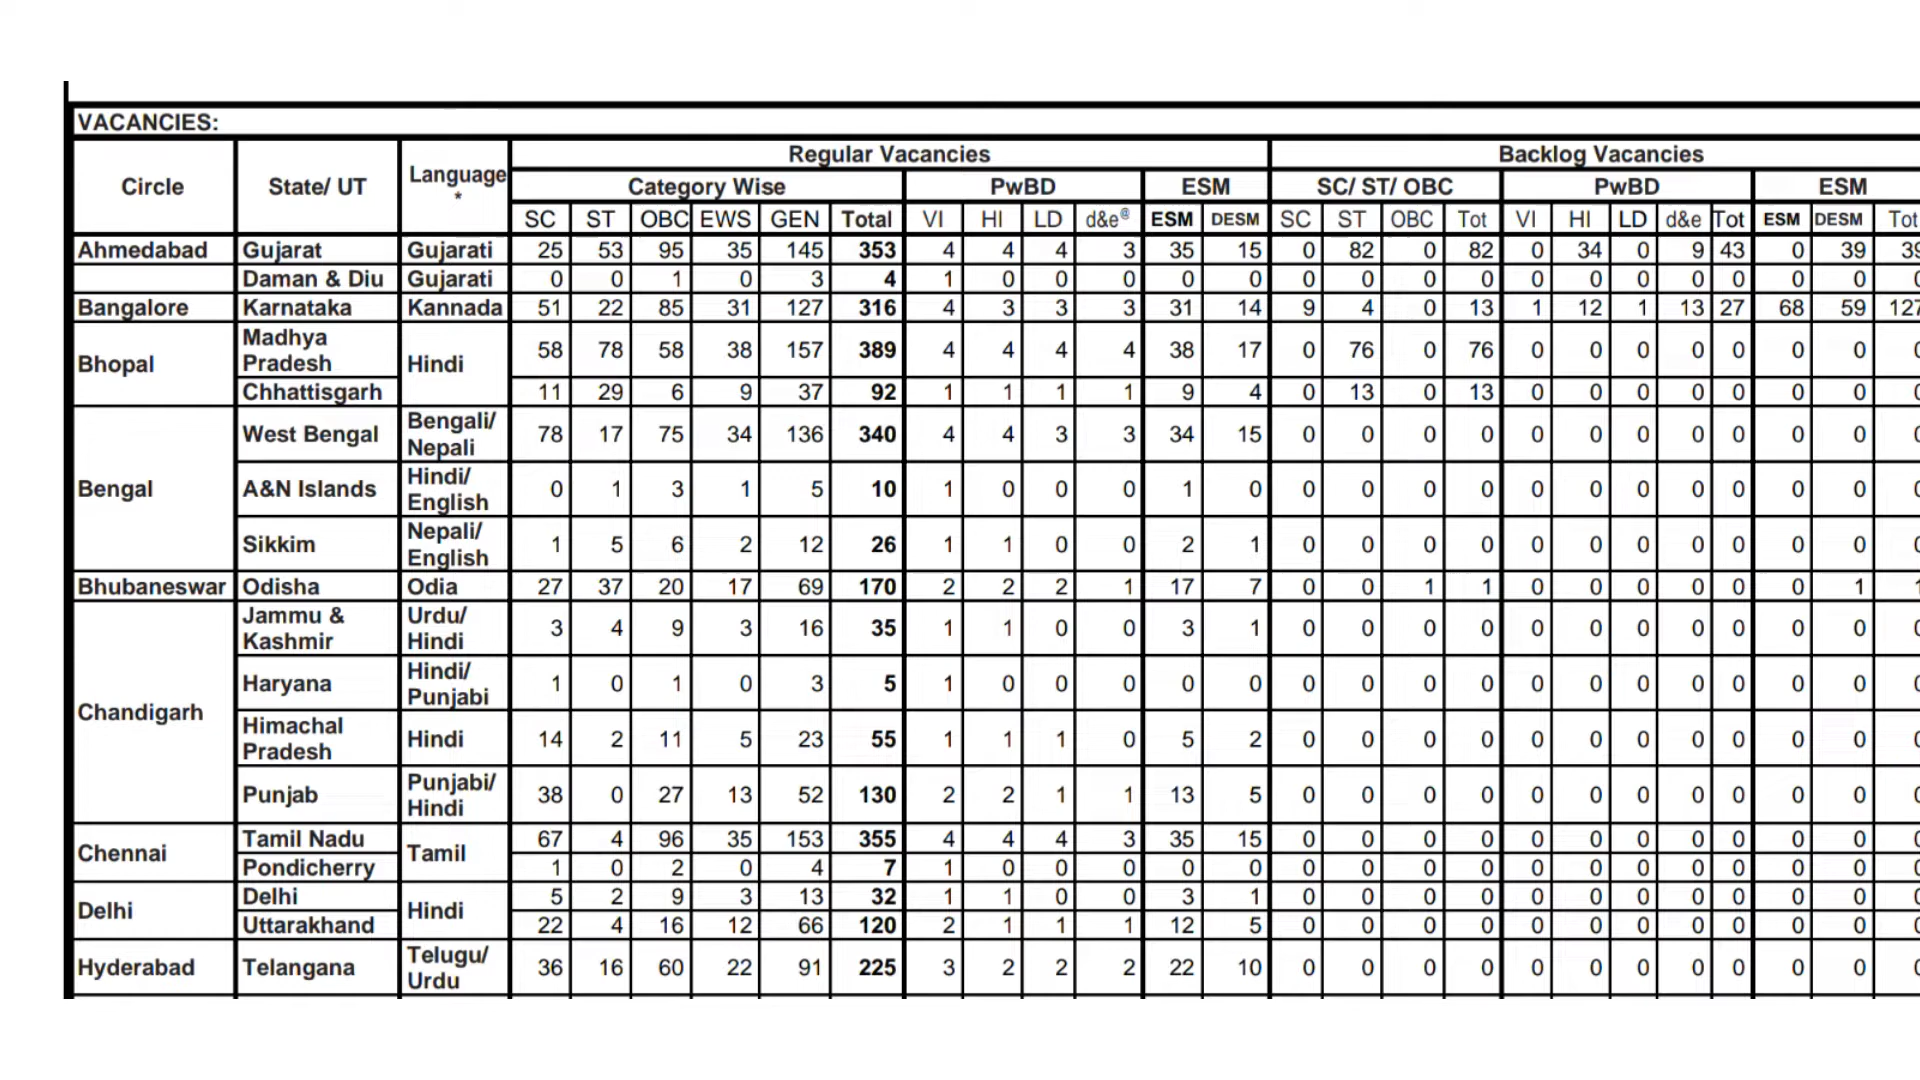 VACANCIES:
Circle State/ UT Language * Regular Vacancies Backlog Vacancies
Category Wise PwBD ESM SC/ ST/ OBC PwBD ESM
SC ST OBC EWS GEN Total VI HI LD d&e@ ESM DESM SC ST OBC Tot VI HI LD d&e Tot ESM DESM Tot
Ahmedabad Gujarat Gujarati 25 53 95 35 145 353 4 4 4 3 35 15 0 82 0 82 0 34 0 9 43 0 39 39
Daman & Diu Gujarati 0 0 1 0 3 4 1 0 0 0 0 0 0 0 0 0 0 0 0 0 0 0 0 0
Bangalore Karnataka Kannada 51 22 85 31 127 316 4 3 3 3 31 14 9 4 0 13 1 12 1 13 27 68 59 127
Bhopal Madhya Pradesh Hindi 58 78 58 38 157 389 4 4 4 4 38 17 0 76 0 76 0 0 0 0 0 0 0 0
Chhattisgarh 11 29 6 9 37 92 1 1 1 1 9 4 0 13 0 13 0 0 0 0 0 0 0 0
Bengal West Bengal Bengali/ Nepali 78 17 75 34 136 340 4 4 3 3 34 15 0 0 0 0 0 0 0 0 0 0 0 0
A&N Islands Hindi/ English 0 1 3 1 5 10 1 0 0 0 1 0 0 0 0 0 0 0 0 0 0 0 0 0
Sikkim Nepali/ English 1 5 6 2 12 26 1 1 0 0 2 1 0 0 0 0 0 0 0 0 0 0 0 0
Bhubaneswar Odisha Odia 27 37 20 17 69 170 2 2 2 1 17 7 0 0 1 1 0 0 0 0 0 0 1 1
Chandigarh Jammu & Kashmir Urdu/ Hindi 3 4 9 3 16 35 1 1 0 0 3 1 0 0 0 0 0 0 0 0 0 0 0 0
Haryana Hindi/ Punjabi 1 0 1 0 3 5 1 0 0 0 0 0 0 0 0 0 0 0 0 0 0 0 0 0
Himachal Pradesh Hindi 14 2 11 5 23 55 1 1 1 0 5 2 0 0 0 0 0 0 0 0 0 0 0 0
Punjab Punjabi/ Hindi 38 0 27 13 52 130 2 2 1 1 13 5 0 0 0 0 0 0 0 0 0 0 0 0
Chennai Tamil Nadu Tamil 67 4 96 35 153 355 4 4 4 3 35 15 0 0 0 0 0 0 0 0 0 0 0 0
Pondicherry 1 0 2 0 4 7 1 0 0 0 0 0 0 0 0 0 0 0 0 0 0 0 0 0
Delhi Delhi Hindi 5 2 9 3 13 32 1 1 0 0 3 1 0 0 0 0 0 0 0 0 0 0 0 0
Uttarakhand 22 4 16 12 66 120 2 1 1 1 12 5 0 0 0 0 0 0 0 0 0 0 0 0
Hyderabad Telangana Telugu/ Urdu 36 16 60 22 91 225 3 2 2 2 22 10 0 0 0 0 0 0 0 0 0 0 0 0